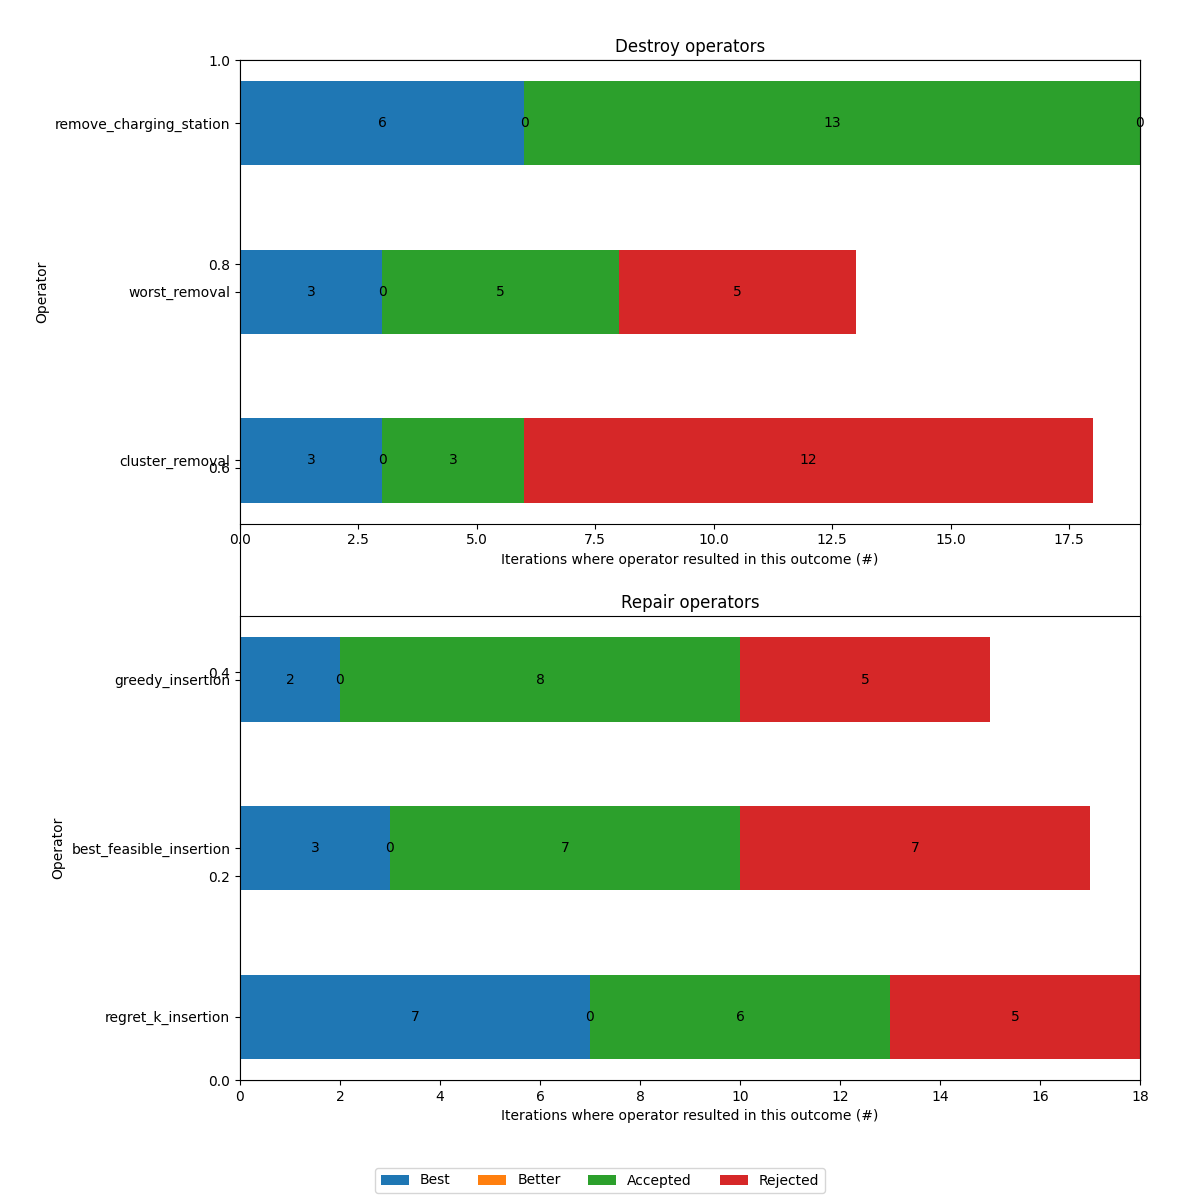 Destroy operators
1.0
remove_charging_station 6 0 13 0
0.8
worst_removal 3 0 5 5
Operator
cluster_removal 3 0 3 12
0.6
0.0 2.5 5.0 7.5 10.0 12.5 15.0 17.5
Iterations where operator resulted in this outcome (#)
Repair operators
0.4
greedy_insertion 2 0 8 5
Operator
best_feasible_insertion 3 0 7 7
0.2
regret_k_insertion 7 0 6 5
0.0
0 2 4 6 8 10 12 14 16 18
Iterations where operator resulted in this outcome (#)
Best Better Accepted Rejected